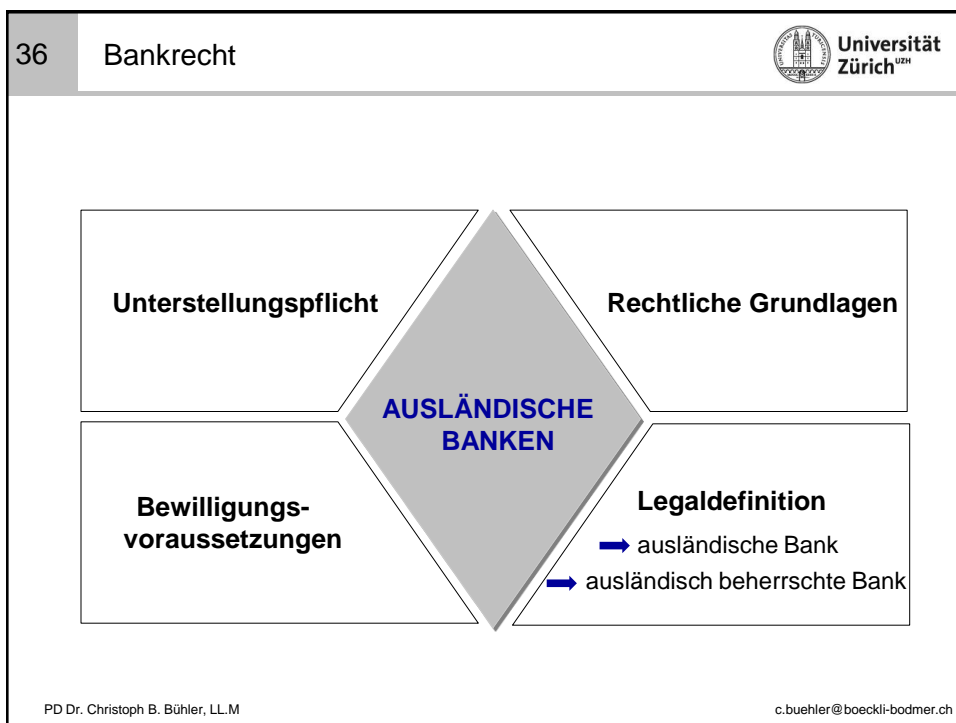 36 Bankrecht
Universität
Zürich UZH
Unterstellungspflicht
Rechtliche Grundlagen
AUSLÄNDISCHE
BANKEN
Bewilligungs-
voraussetzungen
Legaldefinition
ausländische Bank
ausländisch beherrschte Bank
PD Dr. Christoph B. Bühler, LL.M
c.buehler@boeckli-bodmer.ch